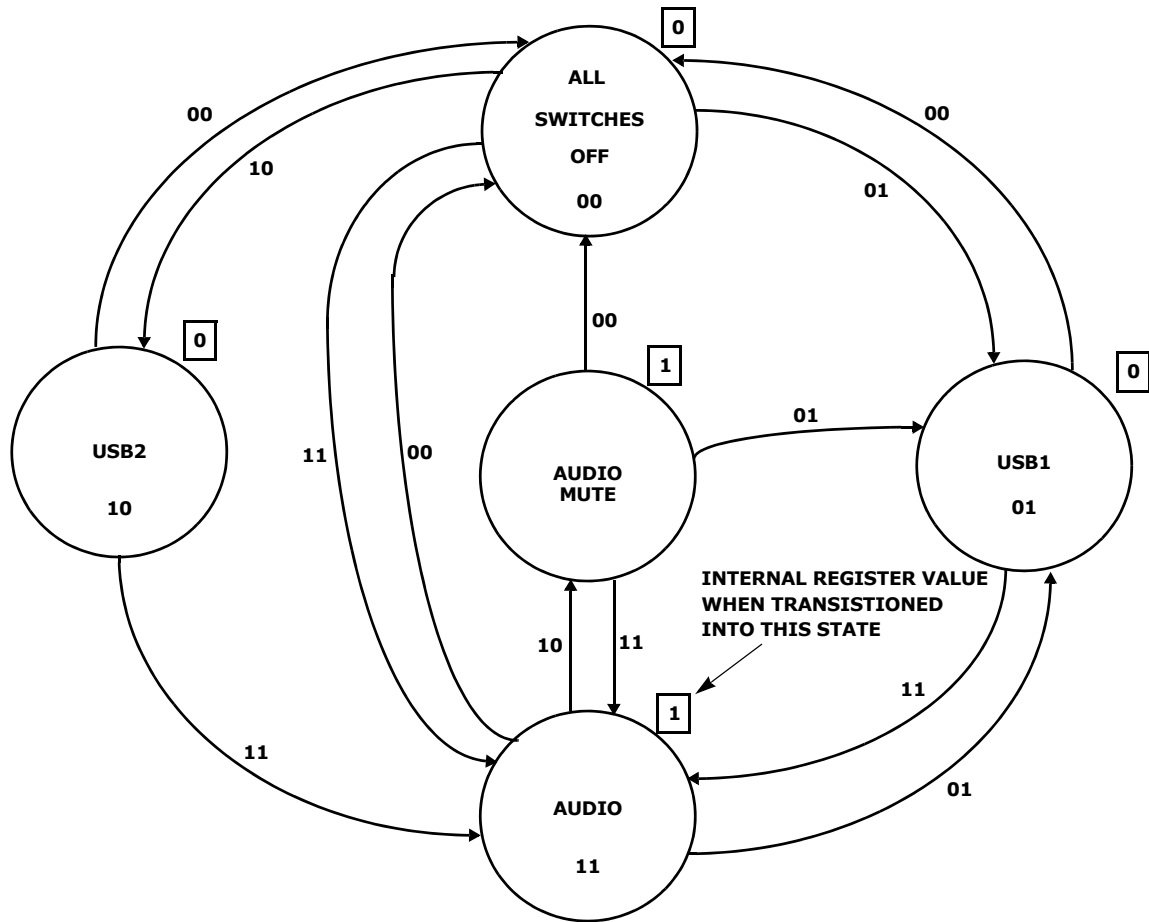 0
ALL
SWITCHES
OFF
00
00
10
01
00
00
0
1
0
01
11
00
USB2
10
AUDIO
MUTE
USB1
01
INTERNAL REGISTER VALUE
WHEN TRANSISTIONED
INTO THIS STATE
10
11
1
11
11
01
AUDIO
11